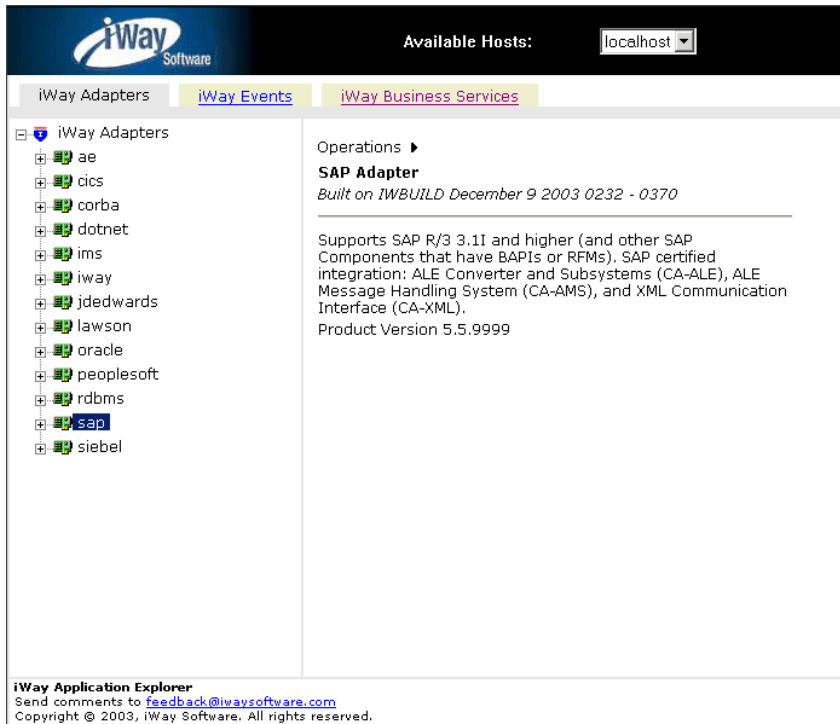 iWay
Software
Available Hosts:
localhost
iWay Adapters
iWay Events
iWay Business Services
iWay Adapters
ae
cics
corba
dotnet
ims
iway
jdedwards
lawson
oracle
peoplesoft
rdbms
sap
siebel
Operations
SAP Adapter
Built on IWBUILD December 9 2003 0232 - 0370
Supports SAP R/3 3.1I and higher (and other SAP
Components that have BAPIs or RFMs). SAP certified
integration: ALE Converter and Subsystems (CA-ALE), ALE
Message Handling System (CA-AMS), and XML Communication
Interface (CA-XML).
Product Version 5.5.9999
iWay Application Explorer
Send comments to feedback@iwaysoftware.com
Copyright © 2003, iWay Software. All rights reserved.